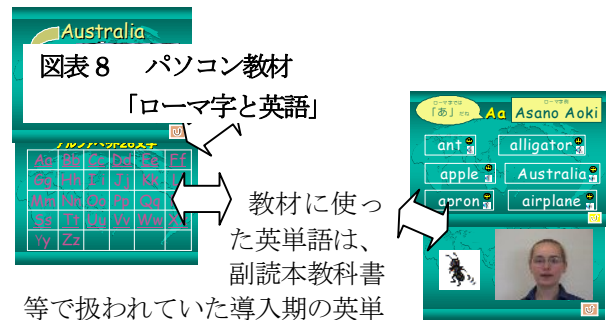 Australia
図表８ パソコン教材
「ローマ字と英語」
アルファベット26文字
Aa Bb Cc Dd Ee Ff
Gg Hh Ii Jj Kk
Mm Nn Oo Pp Qq
Ss Tt Uu Vv Ww
Yy Zz
ローマ字では
「あ」だね
Aa
ローマ字表
Asano Aoki
ant
alligator
apple
Australia
apron
airplane
教材に使っ
た英単語は、
副読本教科書
等で扱われていた導入期の英単